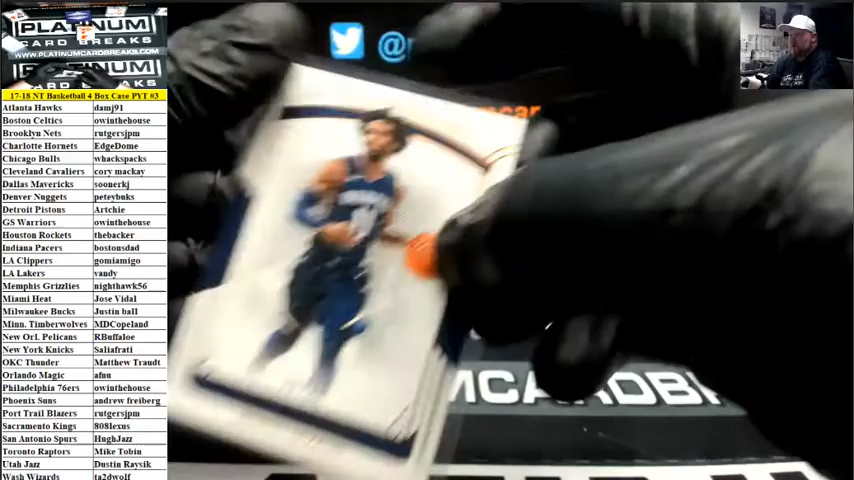 PLATINUM
CARD BREAKS
WWW.PLATINUMCARDBREAKS.COM
PLATINUM
CARD BREAKS
@
ncar
MCARDB
17-18 NT Basketball 4 Box Case PYT #3
Atlanta Hawks damj91
Boston Celtics owinthehouse
Brooklyn Nets rutgersjpm
Charlotte Hornets EdgeDome
Chicago Bulls whackspacks
Cleveland Cavaliers cory mackay
Dallas Mavericks soonerkj
Denver Nuggets peteybuks
Detroit Pistons Artchie
GS Warriors owinthehouse
Houston Rockets thebacker
Indiana Pacers bostonsdad
LA Clippers gomiamigo
LA Lakers vandy
Memphis Grizzlies nighthawk56
Miami Heat Jose Vidal
Milwaukee Bucks Justin ball
Minn. Timberwolves MDCopeland
New Orl. Pelicans RBuffaloe
New York Knicks Saliafrati
OKC Thunder Matthew Traudt
Orlando Magic afnu
Philadelphia 76ers owinthehouse
Phoenix Suns andrew freiberg
Port Trail Blazers rutgersjpm
Sacramento Kings 808lexus
San Antonio Spurs HughJazz
Toronto Raptors Mike Tobin
Utah Jazz Dustin Raysik
Wash Wizards ta2dwolf